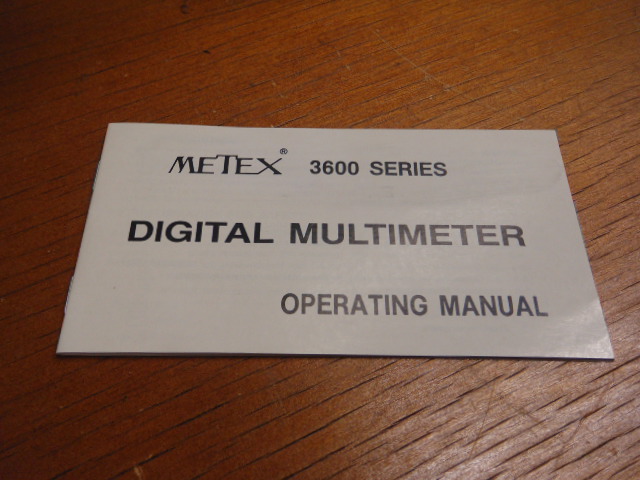 METEX® 3600 SERIES
DIGITAL MULTIMETER
OPERATING MANUAL